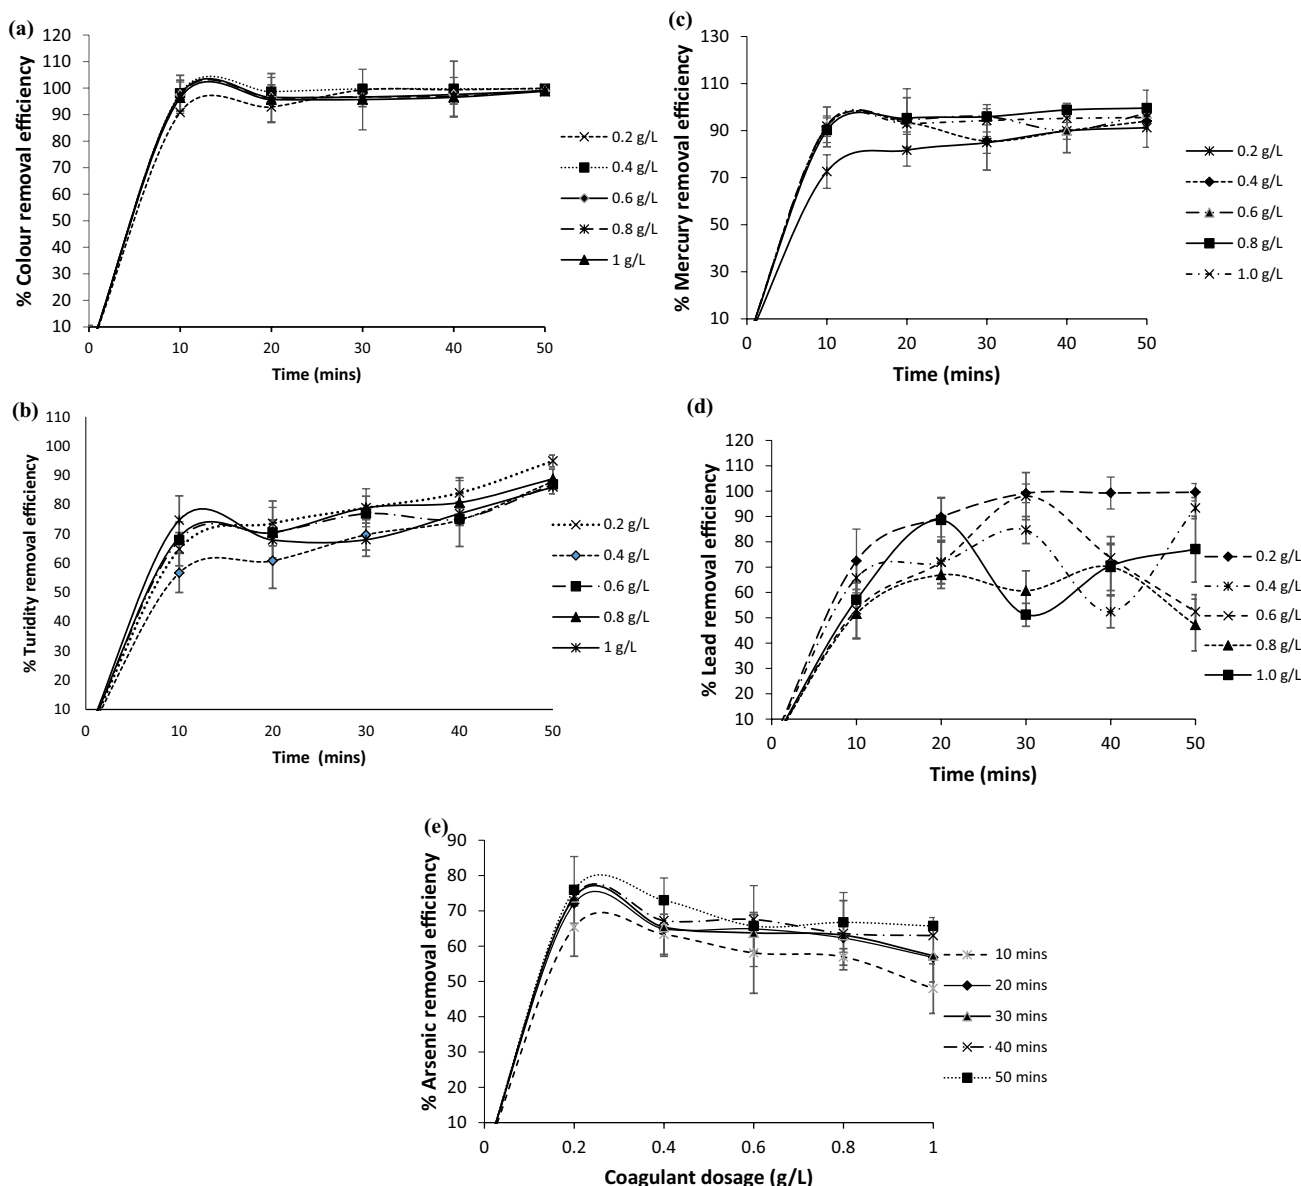 (a)
120
110
100
90
80
70
60
50
40
30
20
10
% Colour removal efficiency
0 10 20 30 40 50
Time (mins)
0.2 g/L
0.4 g/L
0.6 g/L
0.8 g/L
1 g/L
(c)
130
110
90
70
50
30
10
% Mercury removal efficiency
0 10 20 30 40 50
Time (mins)
0.2 g/L
0.4 g/L
0.6 g/L
0.8 g/L
1.0 g/L
(b)
110
100
90
80
70
60
50
40
30
20
10
% Turidity removal efficiency
0 10 20 30 40 50
Time (mins)
0.2 g/L
0.4 g/L
0.6 g/L
0.8 g/L
1 g/L
(d)
120
110
100
90
80
70
60
50
40
30
20
10
% Lead removal efficiency
0 10 20 30 40 50
Time (mins)
0.2 g/L
0.4 g/L
0.6 g/L
0.8 g/L
1.0 g/L
(e)
90
80
70
60
50
40
30
20
10
% Arsenic removal efficiency
0 0.2 0.4 0.6 0.8 1
Coagulant dosage (g/L)
10 mins
20 mins
30 mins
40 mins
50 mins